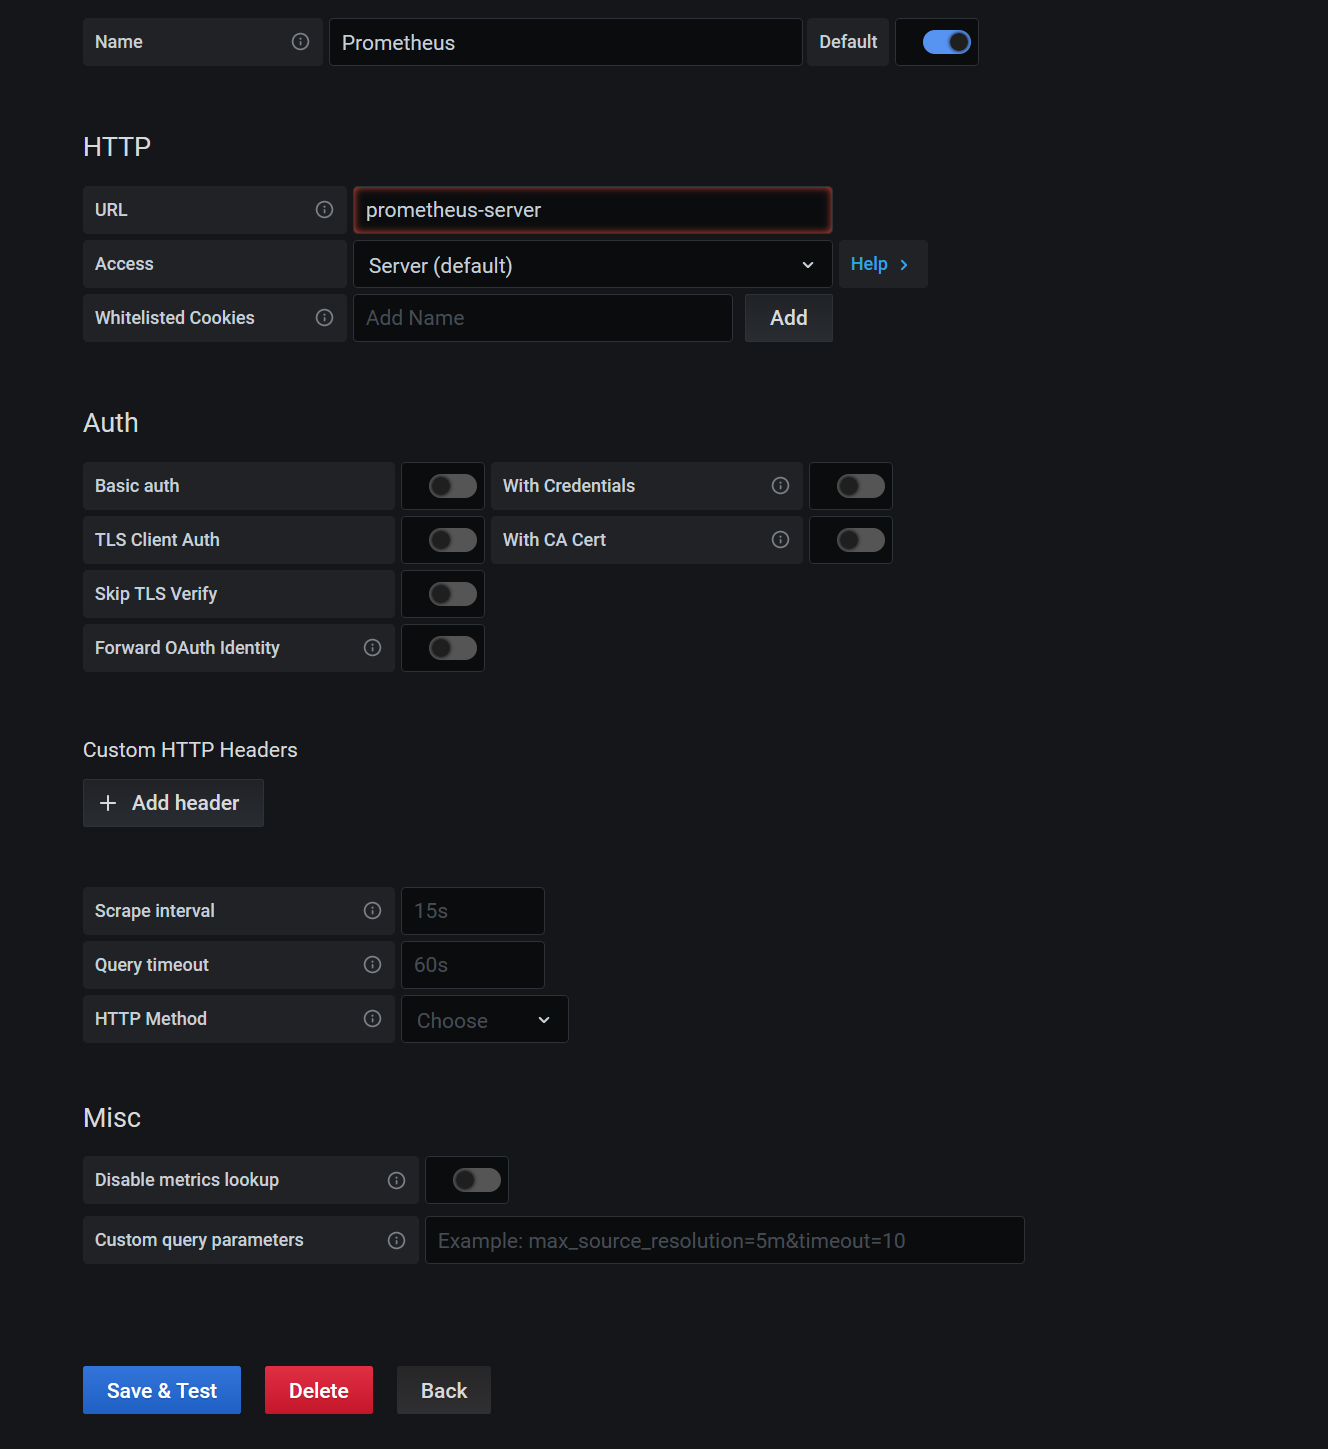 Name Prometheus Default
HTTP
URL prometheus-server
Access Server (default) Help
Whitelisted Cookies Add Name Add
Auth
Basic auth With Credentials
TLS Client Auth With CA Cert
Skip TLS Verify
Forward OAuth Identity
Custom HTTP Headers
Add header
Scrape interval 15s
Query timeout 60s
HTTP Method Choose
Misc
Disable metrics lookup
Custom query parameters Example: max_source_resolution=5m&timeout=10
Save & Test Delete Back